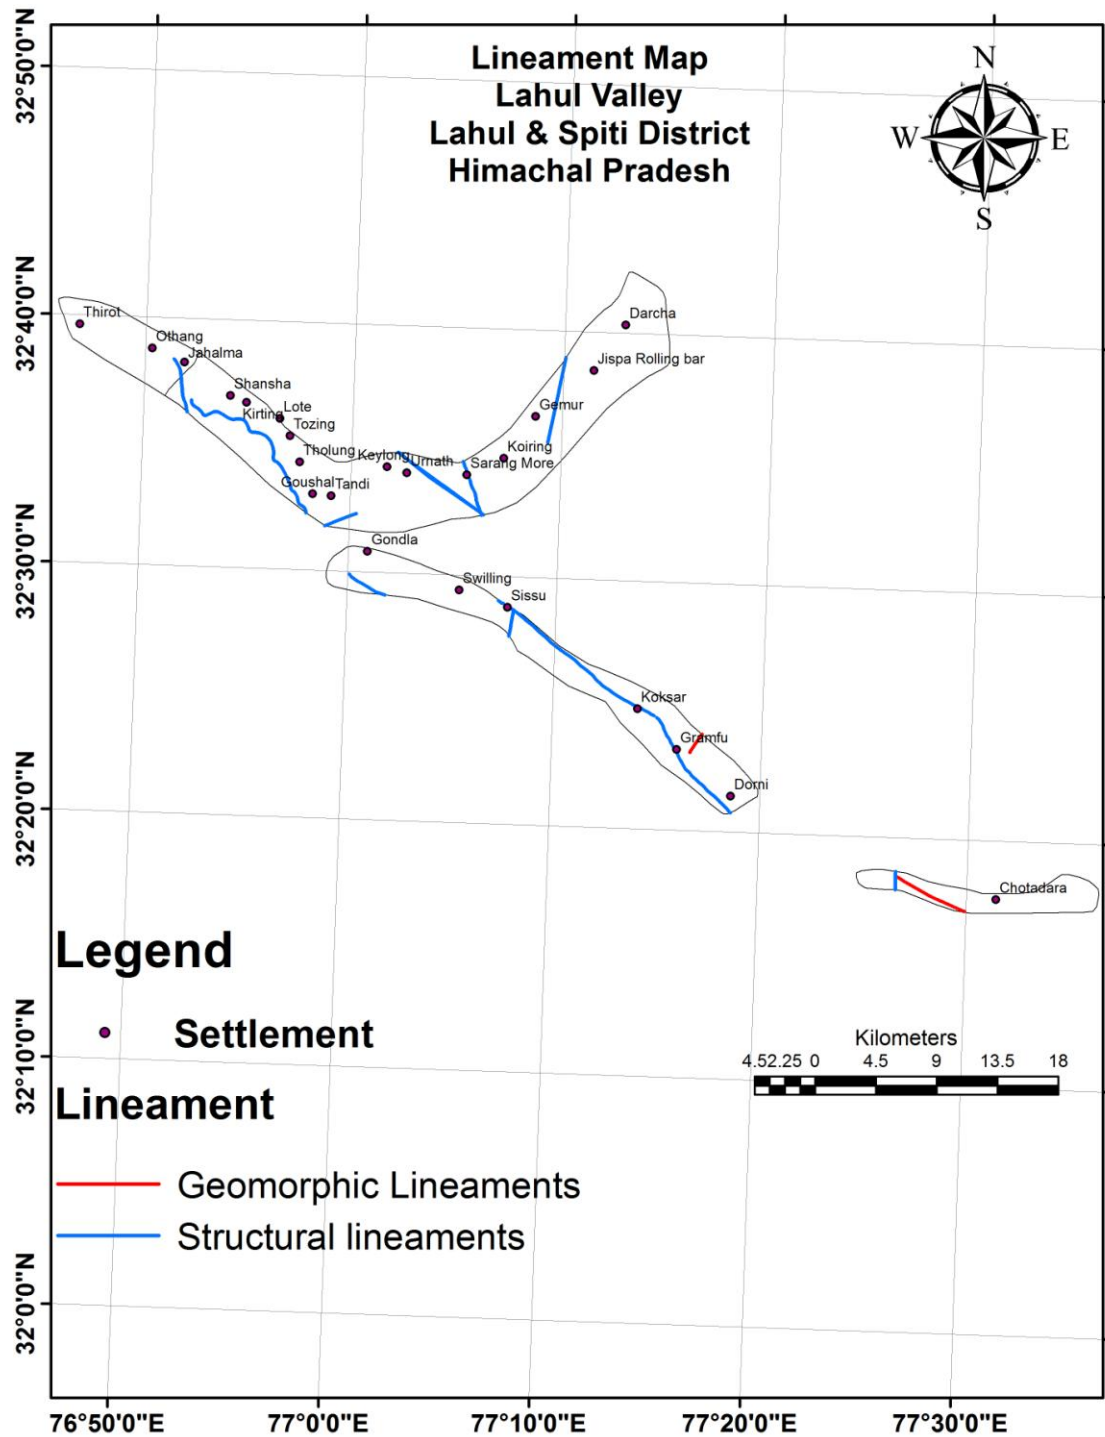 Lineament Map
Lahul Valley
Lahul & Spiti District
Himachal Pradesh
N
W E
S
32°50'0"N
32°40'0"N
32°30'0"N
32°20'0"N
32°10'0"N
32°0'0"N
Thirot
Othang
Jahalma
Shansha
Kirting
Lote
Tozing
Tholung
Goushal
Tandi
Keylong
Urnath
Sarang More
Koiring
Gemur
Jispa Rolling bar
Darcha
Gondla
Swilling
Sissu
Koksar
Gramfu
Dorni
Chotadara
Legend
Settlement
Lineament
Geomorphic Lineaments
Structural lineaments
Kilometers
4.52.25 0 4.5 9 13.5 18
76°50'0"E 77°0'0"E 77°10'0"E 77°20'0"E 77°30'0"E